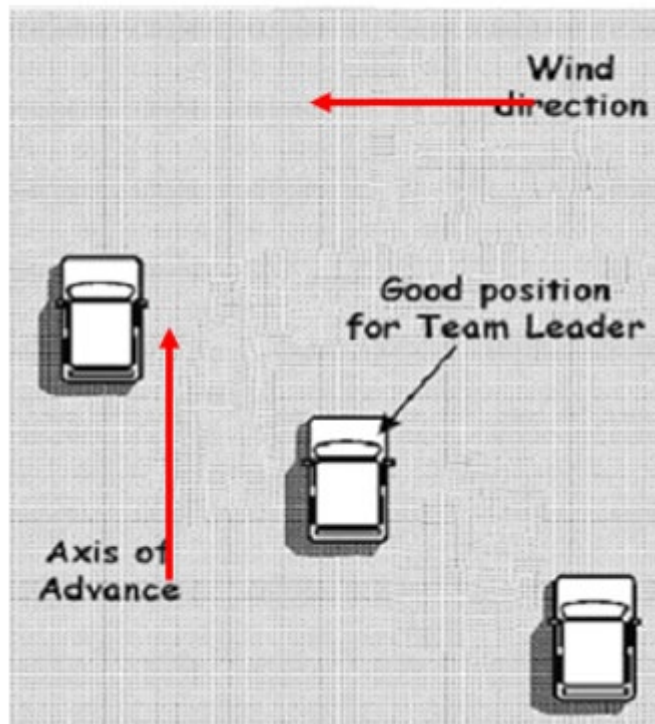 Wind
direction
Good position
for Team Leader
Axis of
Advance